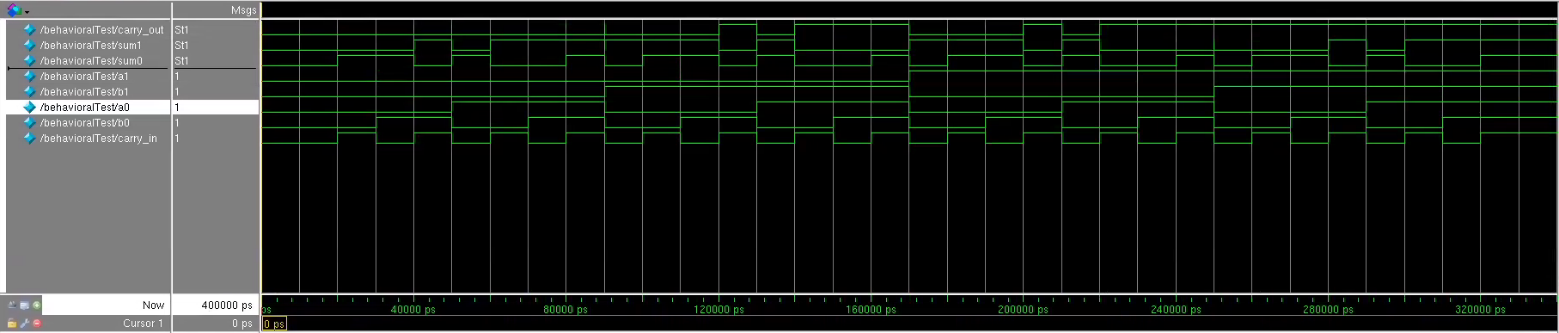 Msgs
/behavioralTest/carry_out St1
/behavioralTest/sum1 St1
/behavioralTest/sum0 St1
/behavioralTest/a1 1
/behavioralTest/b1 1
/behavioralTest/a0 1
/behavioralTest/b0 1
/behavioralTest/carry_in 1
Now 400000 ps ps 40000 ps 80000 ps 120000 ps 160000 ps 200000 ps 240000 ps 280000 ps 320000 ps
Cursor 1 0 ps 0 ps